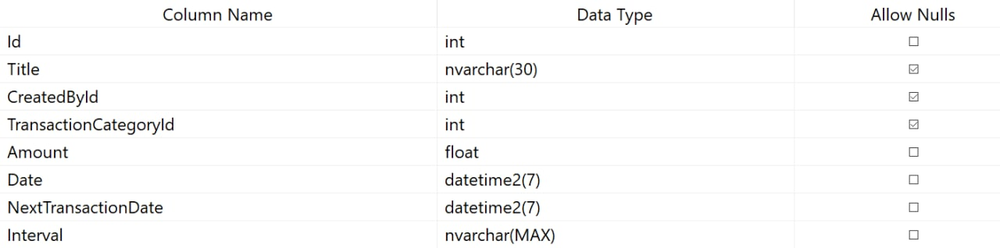 Column Name Data Type Allow Nulls
Id int
Title nvarchar(30)
CreatedById int
TransactionCategoryId int
Amount float
Date datetime2(7)
NextTransactionDate datetime2(7)
Interval nvarchar(MAX)